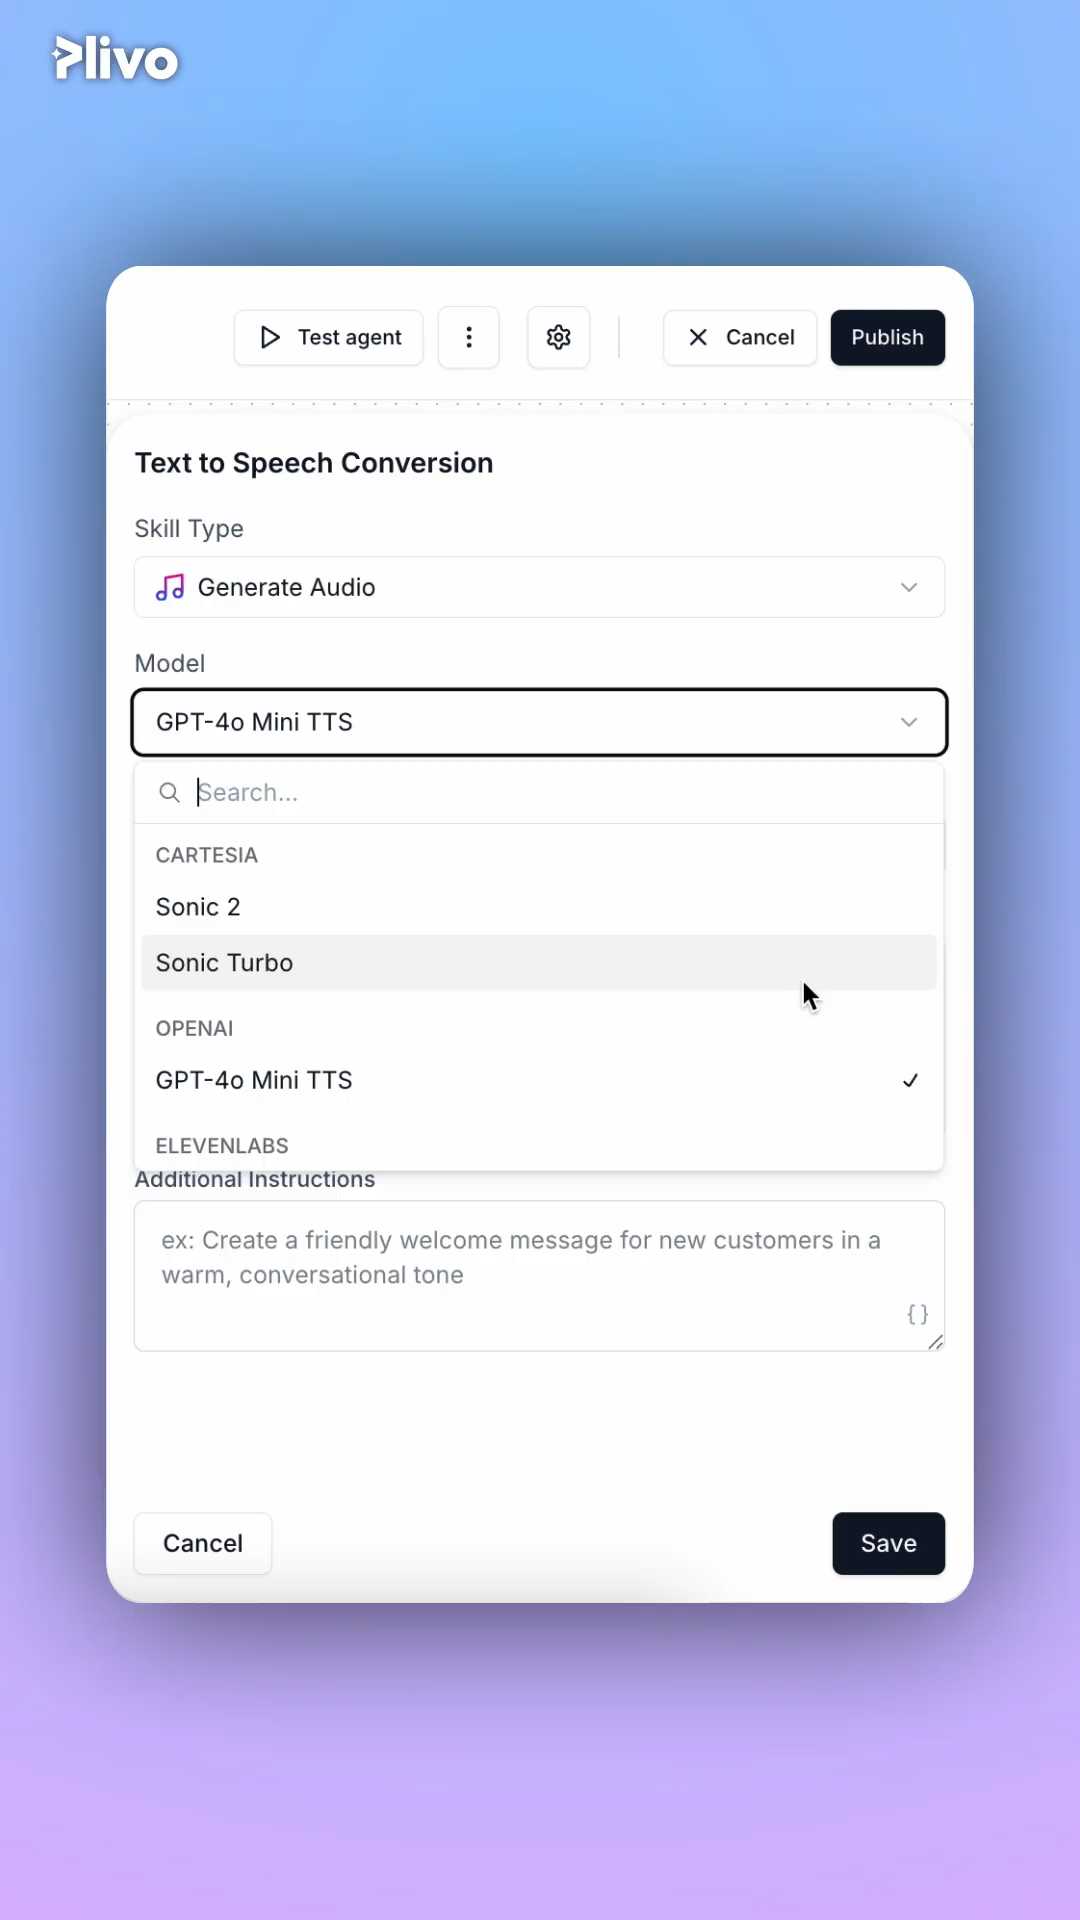 Plivo
Test agent
Cancel
Publish
Text to Speech Conversion
Skill Type
Generate Audio
Model
GPT-4o Mini TTS
Search...
CARTESIA
Sonic 2
Sonic Turbo
OPENAI
GPT-4o Mini TTS
ELEVENLABS
Additional Instructions
ex: Create a friendly welcome message for new customers in a
warm, conversational tone
{}
Cancel
Save